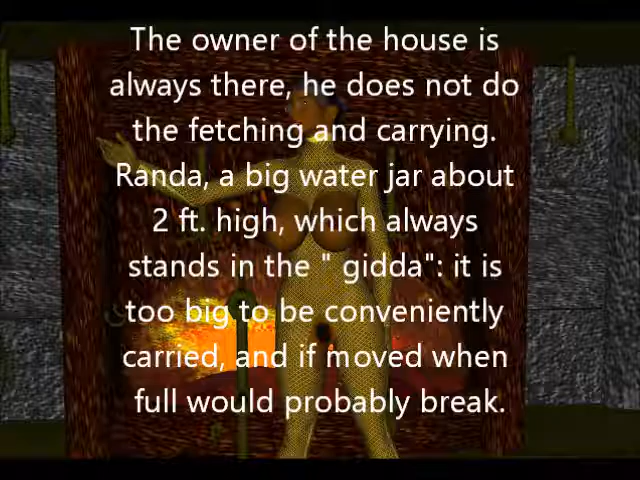 The owner of the house is
always there, he does not do
the fetching and carrying.
Randa, a big water jar about
2 ft. high, which always
stands in the " gidda": it is
too big to be conveniently
carried, and if moved when
full would probably break.